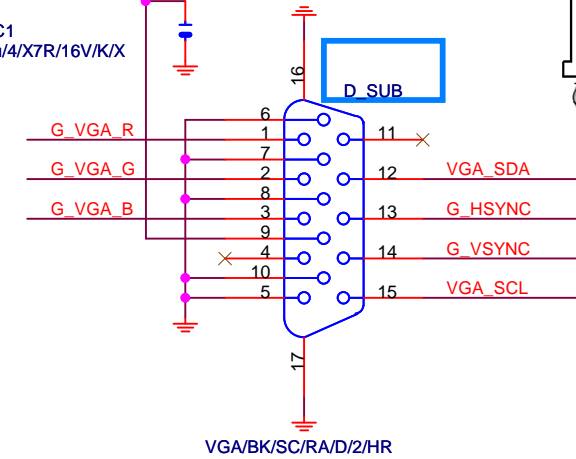 C1
/4/X7R/16V/K/X
16
D_SUB
6
G_VGA_R 1 11
7
G_VGA_G 2 12 VGA_SDA
8
G_VGA_B 3 13 G_HSYNC
9
4 14 G_VSYNC
10
5 15 VGA_SCL
17
VGA/BK/SC/RA/D/2/HR